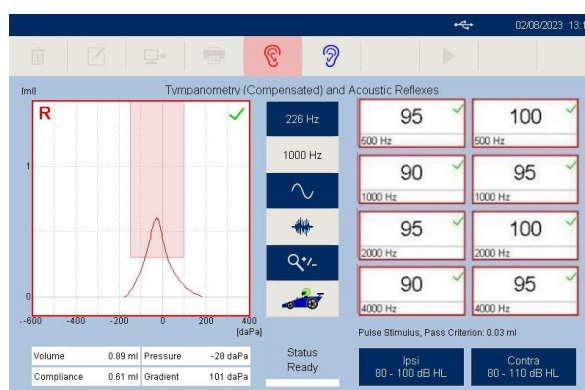 02/08/2023 13:1
[ml]
Tympanometry (Compensated) and Acoustic Reflexes
R
1
0
-600 -400 -200 0 200 400
[daPa]
226 Hz
1000 Hz
Status
Ready
95
500 Hz
100
500 Hz
90
1000 Hz
95
1000 Hz
95
2000 Hz
100
2000 Hz
90
4000 Hz
95
4000 Hz
Pulse Stimulus, Pass Criterion: 0.03 ml
Volume 0.89 ml Pressure -28 daPa
Compliance 0.61 ml Gradient 101 daPa
Ipsi
80 - 100 dB HL
Contra
80 - 110 dB HL